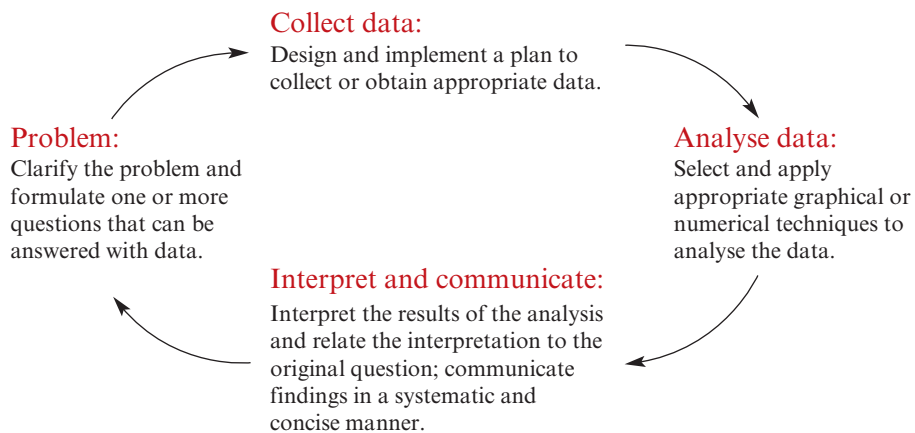 Collect data:
Design and implement a plan to
collect or obtain appropriate data.
Problem:
Clarify the problem and
formulate one or more
questions that can be
answered with data.
Analyse data:
Select and apply
appropriate graphical or
numerical techniques to
analyse the data.
Interpret and communicate:
Interpret the results of the analysis
and relate the interpretation to the
original question; communicate
findings in a systematic and
concise manner.